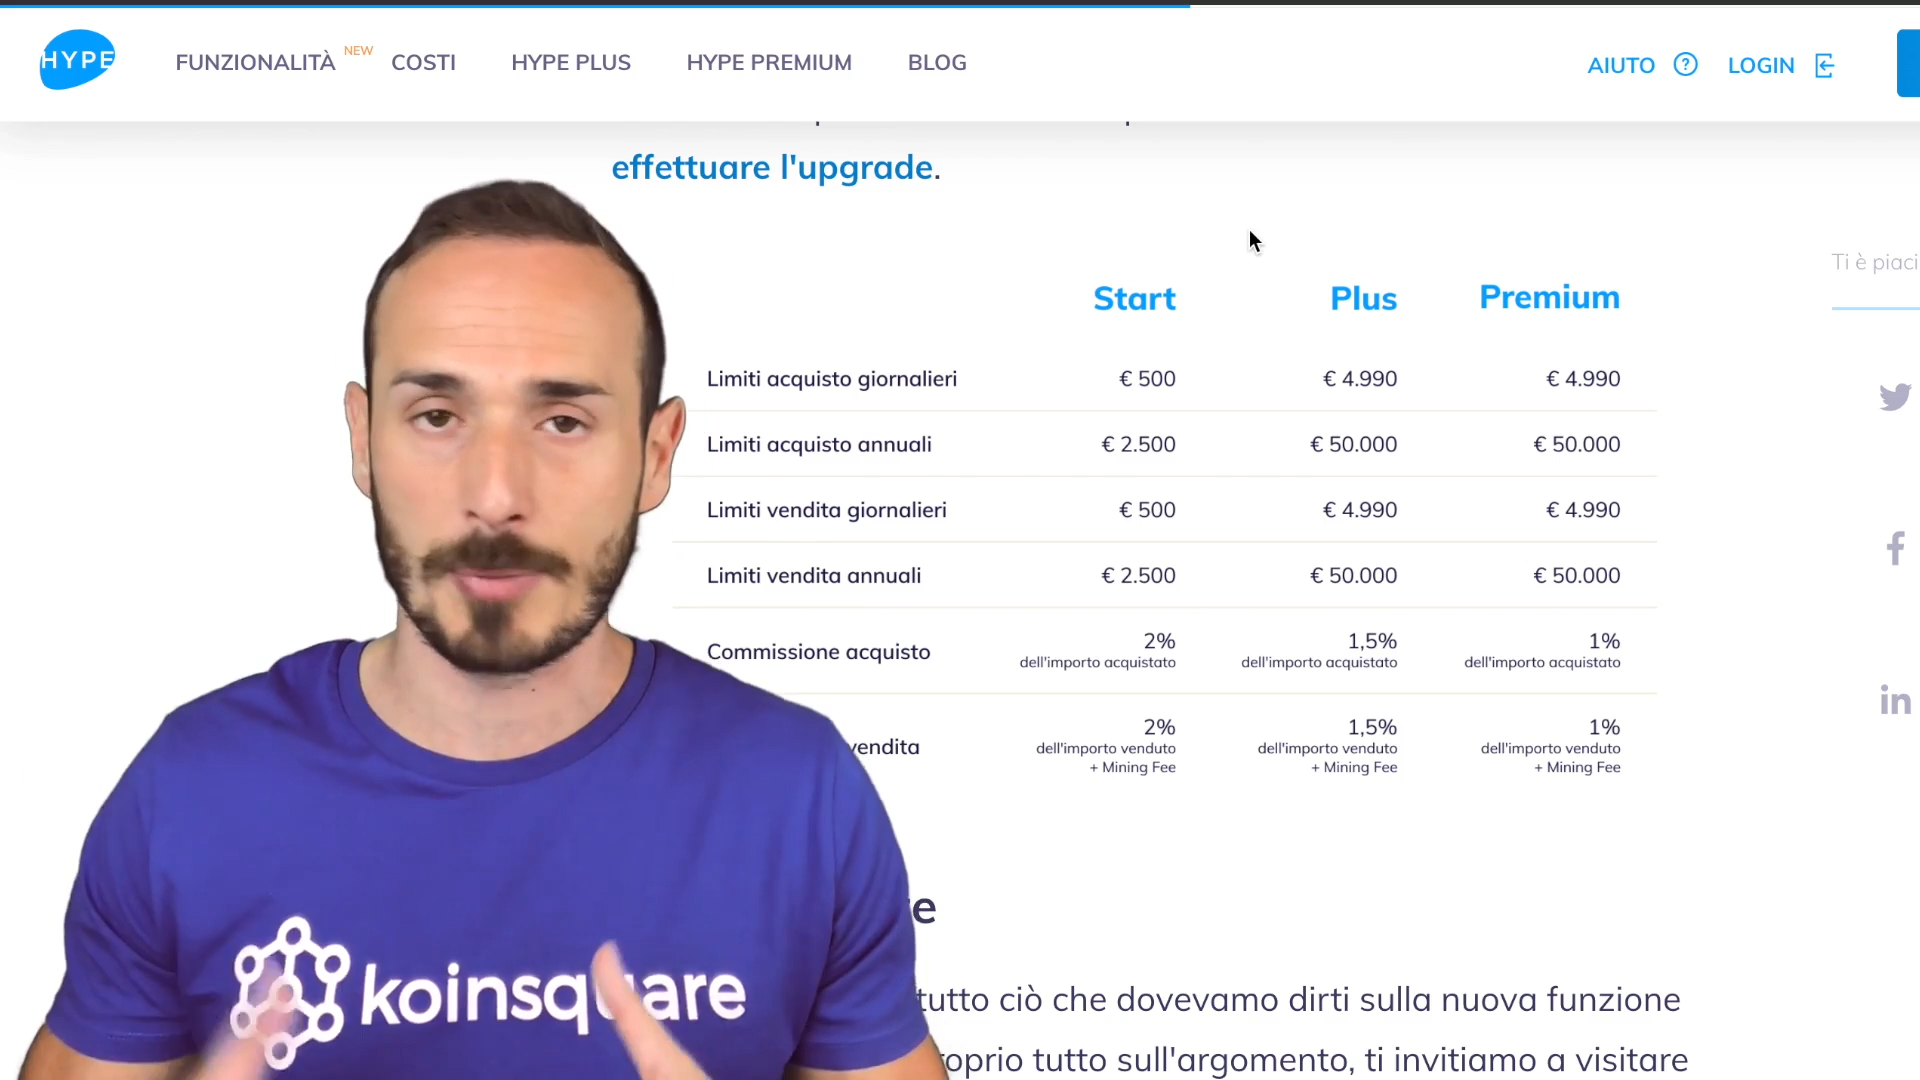 HYPE
FUNZIONALITÀ NEW COSTI HYPE PLUS HYPE PREMIUM BLOG
AIUTO ? LOGIN
effettuare l'upgrade.
Ti è piaci
Start Plus Premium
Limiti acquisto giornalieri € 500 € 4.990 € 4.990
Limiti acquisto annuali € 2.500 € 50.000 € 50.000
Limiti vendita giornalieri € 500 € 4.990 € 4.990
Limiti vendita annuali € 2.500 € 50.000 € 50.000
Commissione acquisto 2% 1,5% 1%
dell'importo acquistato dell'importo acquistato dell'importo acquistato
vendita 2% 1,5% 1%
dell'importo venduto dell'importo venduto dell'importo venduto
+ Mining Fee + Mining Fee + Mining Fee
koinsquare
tutto ciò che dovevamo dirti sulla nuova funzione
roprio tutto sull'argomento, ti invitiamo a visitare